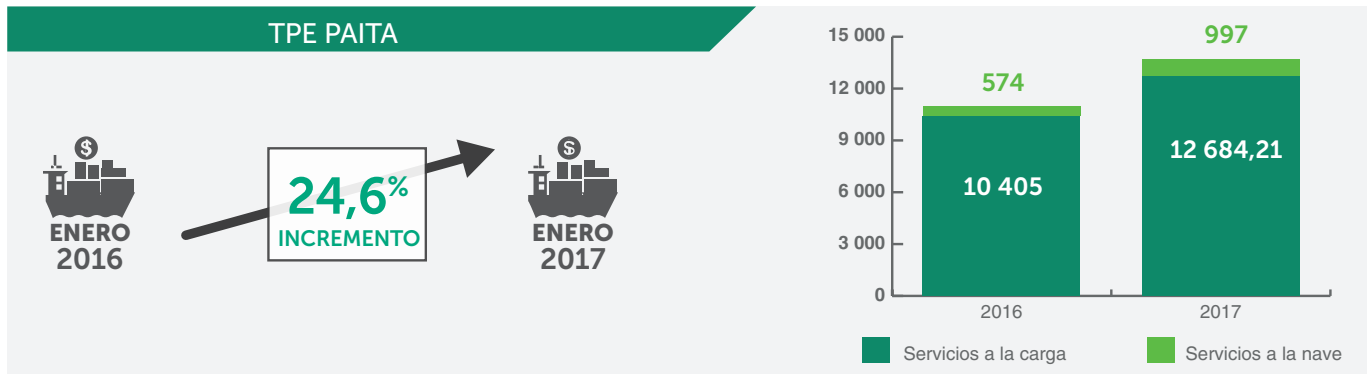 TPE PAITA
$
ENERO
2016
24,6%
INCREMENTO
$
ENERO
2017
15 000
12 000
9 000
6 000
3 000
0
574
10 405
997
12 684,21
2016
2017
Servicios a la carga
Servicios a la nave